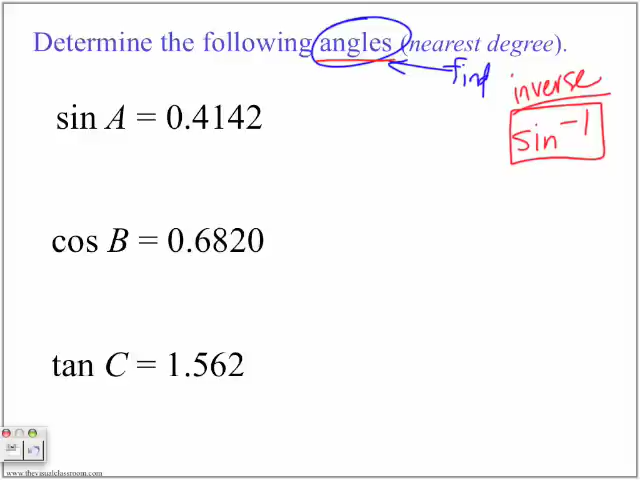 Determine the following angles (nearest degree).
find
inverse
sin⁻¹
sin A = 0.4142
cos B = 0.6820
tan C = 1.562
www.thevisualclassroom.com